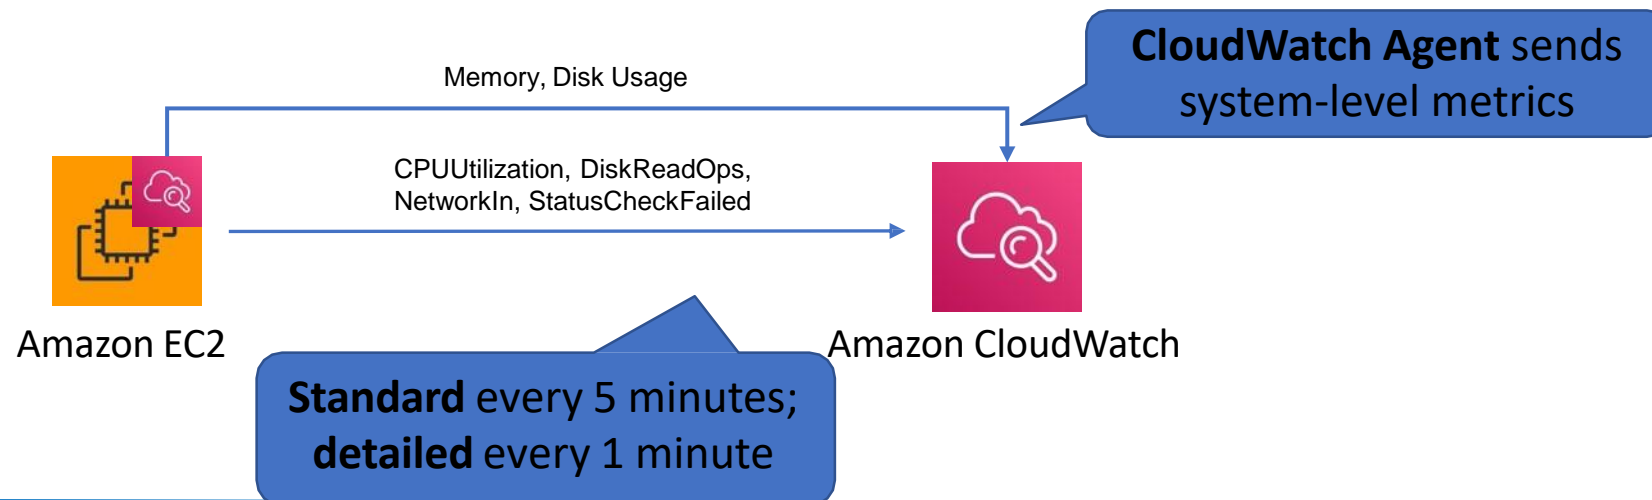 CloudWatch Agent sends
system-level metrics
Memory, Disk Usage
CPUUtilization, DiskReadOps,
NetworkIn, StatusCheckFailed
Amazon EC2
Amazon CloudWatch
Standard every 5 minutes;
detailed every 1 minute